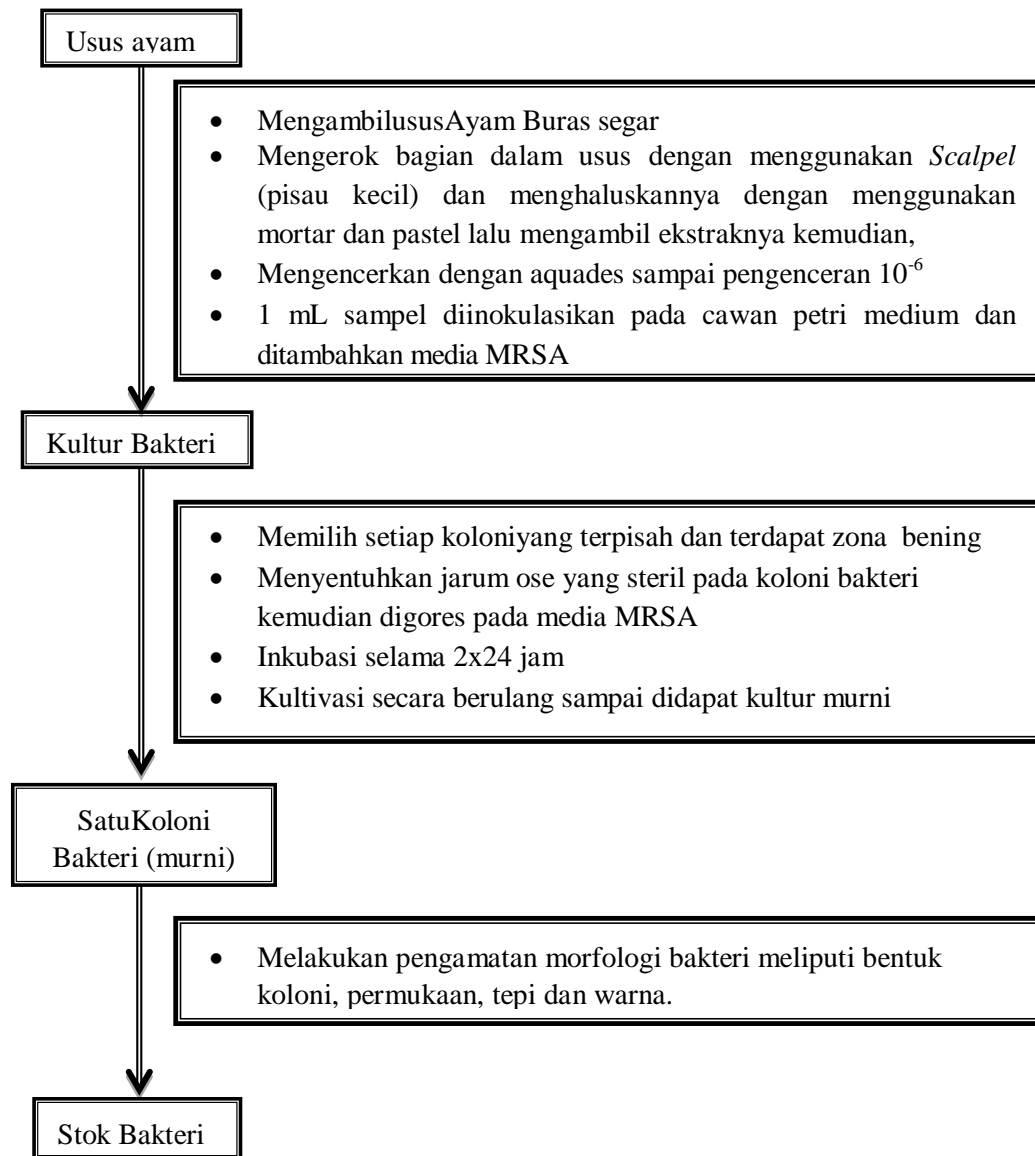 Usus ayam
• MengambilususAyam Buras segar
• Mengerok bagian dalam usus dengan menggunakan Scalpel
(pisau kecil) dan menghaluskannya dengan menggunakan
mortar dan pastel lalu mengambil ekstraknya kemudian,
• Mengencerkan dengan aquades sampai pengenceran 10⁻⁶
• 1 mL sampel diinokulasikan pada cawan petri medium dan
ditambahkan media MRSA
Kultur Bakteri
• Memilih setiap koloniyang terpisah dan terdapat zona bening
• Menyentuhkan jarum ose yang steril pada koloni bakteri
kemudian digores pada media MRSA
• Inkubasi selama 2x24 jam
• Kultivasi secara berulang sampai didapat kultur murni
SatuKoloni
Bakteri (murni)
• Melakukan pengamatan morfologi bakteri meliputi bentuk
koloni, permukaan, tepi dan warna.
Stok Bakteri